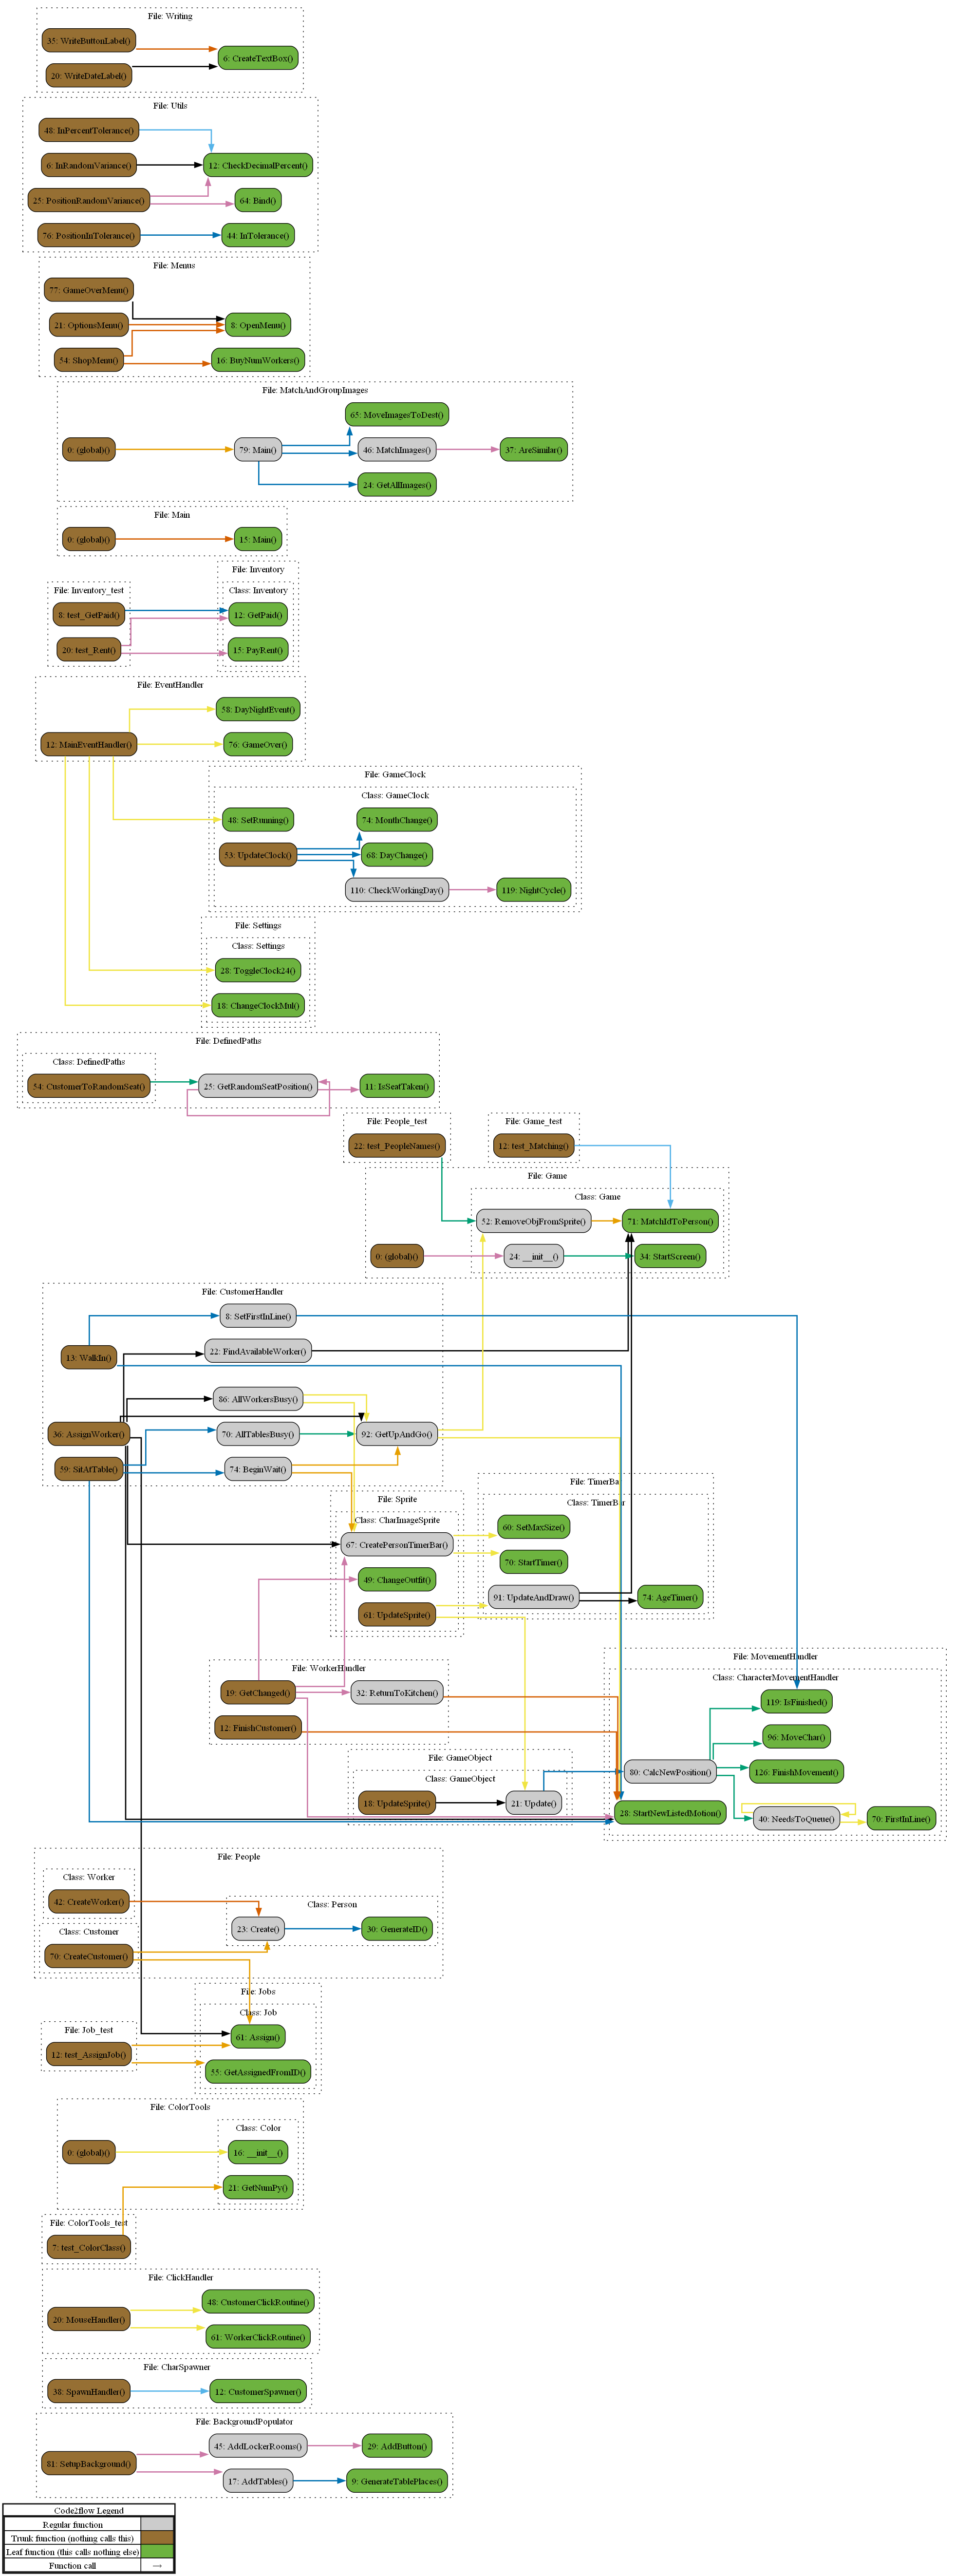 File: Writing
35: WriteButtonLabel()
6: CreateTextBox()
20: WriteDateLabel()
File: Utils
48: InPercentTolerance()
6: InRandomVariance()
12: CheckDecimalPercent()
25: PositionRandomVariance()
64: Bind()
76: PositionInTolerance()
44: InTolerance()
File: Menus
77: GameOverMenu()
21: OptionsMenu()
8: OpenMenu()
54: ShopMenu()
16: BuyNumWorkers()
File: MatchAndGroupImages
65: MoveImagesToDest()
0: (global)()
79: Main()
46: MatchImages()
37: AreSimilar()
24: GetAllImages()
File: Main
0: (global)()
15: Main()
File: Inventory
File: Inventory_test
Class: Inventory
8: test_GetPaid()
12: GetPaid()
20: test_Rent()
15: PayRent()
File: EventHandler
58: DayNightEvent()
12: MainEventHandler()
76: GameOver()
File: GameClock
Class: GameClock
48: SetRunning()
74: MonthChange()
53: UpdateClock()
68: DayChange()
110: CheckWorkingDay()
119: NightCycle()
File: Settings
Class: Settings
28: ToggleClock24()
18: ChangeClockMul()
File: DefinedPaths
Class: DefinedPaths
54: CustomerToRandomSeat()
25: GetRandomSeatPosition()
11: IsSeatTaken()
File: People_test
File: Game_test
22: test_PeopleNames()
12: test_Matching()
File: Game
Class: Game
52: RemoveObjFromSprite()
71: MatchIdToPerson()
0: (global)()
24: __init__()
34: StartScreen()
File: CustomerHandler
8: SetFirstInLine()
13: WalkIn()
22: FindAvailableWorker()
86: AllWorkersBusy()
36: AssignWorker()
70: AllTablesBusy()
92: GetUpAndGo()
59: SitAtTable()
74: BeginWait()
File: TimerBar
File: Sprite
Class: TimerBar
Class: CharImageSprite
60: SetMaxSize()
67: CreatePersonTimerBar()
70: StartTimer()
49: ChangeOutfit()
91: UpdateAndDraw()
74: AgeTimer()
61: UpdateSprite()
File: MovementHandler
File: WorkerHandler
Class: CharacterMovementHandler
19: GetChanged()
32: ReturnToKitchen()
119: IsFinished()
12: FinishCustomer()
96: MoveChar()
File: GameObject
80: CalcNewPosition()
126: FinishMovement()
Class: GameObject
18: UpdateSprite()
21: Update()
28: StartNewListedMotion()
40: NeedsToQueue()
70: FirstInLine()
File: People
Class: Worker
42: CreateWorker()
Class: Person
23: Create()
30: GenerateID()
Class: Customer
70: CreateCustomer()
File: Jobs
Class: Job
File: Job_test
61: Assign()
12: test_AssignJob()
55: GetAssignedFromID()
File: ColorTools
Class: Color
0: (global)()
16: __init__()
21: GetNumPy()
File: ColorTools_test
7: test_ColorClass()
File: ClickHandler
48: CustomerClickRoutine()
20: MouseHandler()
61: WorkerClickRoutine()
File: CharSpawner
38: SpawnHandler()
12: CustomerSpawner()
File: BackgroundPopulator
45: AddLockerRooms()
29: AddButton()
81: SetupBackground()
17: AddTables()
9: GenerateTablePlaces()
Code2flow Legend
Regular function
Trunk function (nothing calls this)
Leaf function (this calls nothing else)
Function call →